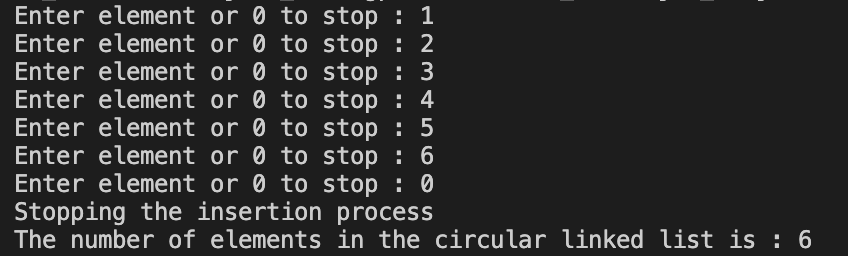 Enter element or 0 to stop : 1
Enter element or 0 to stop : 2
Enter element or 0 to stop : 3
Enter element or 0 to stop : 4
Enter element or 0 to stop : 5
Enter element or 0 to stop : 6
Enter element or 0 to stop : 0
Stopping the insertion process
The number of elements in the circular linked list is : 6